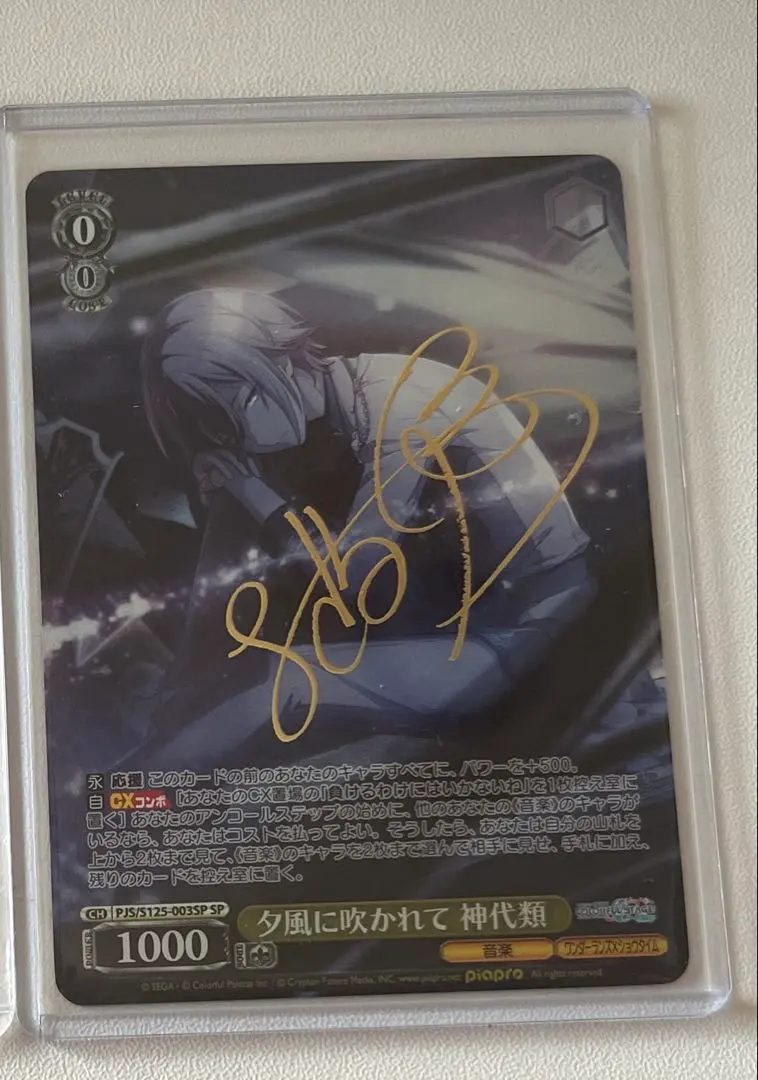 LEVEL
0
0
COST
永 応援 このカードの前のあなたのキャラすべてに、パワーを＋500。
自 CXコンボ ［あなたのCX置場の「負けるわけにはいかないね」を1枚控え室に
置く］ あなたのアンコールステップの始めに、他のあなたの《音楽》のキャラが
いるなら、あなたはコストを払ってよい。そうしたら、あなたは自分の山札を
上から2枚まで見て、《音楽》のキャラを2枚まで選んで相手に見せ、手札に加え、
残りのカードを控え室に置く。
CH PJS/S125-003SP SP
夕風に吹かれて 神代類
COLORFUL STAGE!
POWER 1000 SOUL
音楽 ワンダーランズ×ショウタイム
© SEGA / © Colorful Palette Inc. / © Crypton Future Media, INC. www.piapro.net piapro All rights reserved.